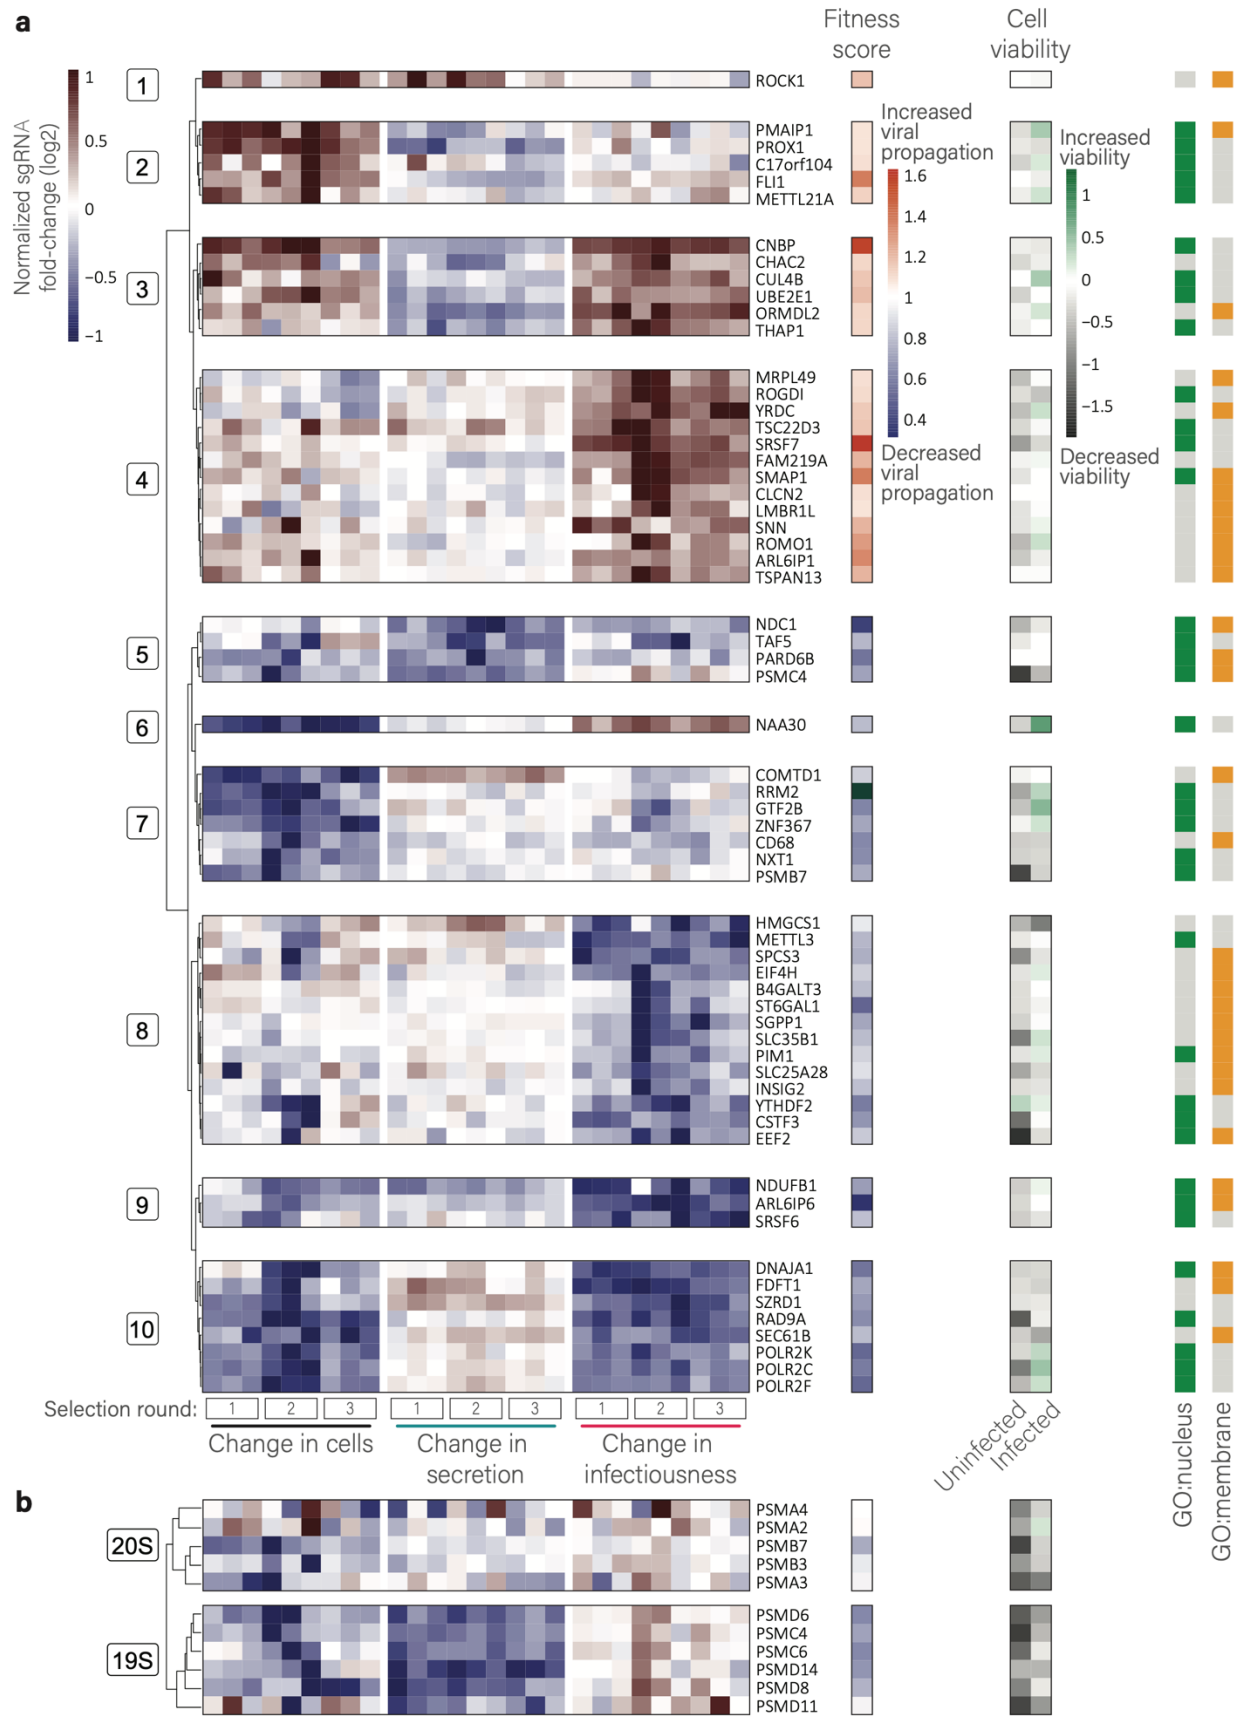 a
Fitness
score
Cell
viability
Normalized sgRNA
fold-change (log2)
1
0.5
0
−0.5
−1
1
ROCK1
2
PMAIP1
PROX1
C17orf104
FLI1
METTL21A
3
CNBP
CHAC2
CUL4B
UBE2E1
ORMDL2
THAP1
Increased
viral
propagation
1.6
1.4
1.2
1
0.8
0.6
0.4
Decreased
viral
propagation
Increased
viability
1
0.5
0
−0.5
−1
−1.5
Decreased
viability
4
MRPL49
ROGDI
YRDC
TSC22D3
SRSF7
FAM219A
SMAP1
CLCN2
LMBR1L
SNN
ROMO1
ARL6IP1
TSPAN13
5
NDC1
TAF5
PARD6B
PSMC4
6
NAA30
7
COMTD1
RRM2
GTF2B
ZNF367
CD68
NXT1
PSMB7
8
HMGCS1
METTL3
SPCS3
EIF4H
B4GALT3
ST6GAL1
SGPP1
SLC35B1
PIM1
SLC25A28
INSIG2
YTHDF2
CSTF3
EEF2
9
NDUFB1
ARL6IP6
SRSF6
10
DNAJA1
FDFT1
SZRD1
RAD9A
SEC61B
POLR2K
POLR2C
POLR2F
Selection round: 1 2 3 1 2 3 1 2 3
Change in cells
Change in
secretion
Change in
infectiousness
Uninfected
Infected
GO:nucleus
GO:membrane
b
20S
PSMA4
PSMA2
PSMB7
PSMB3
PSMA3
19S
PSMD6
PSMC4
PSMC6
PSMD14
PSMD8
PSMD11